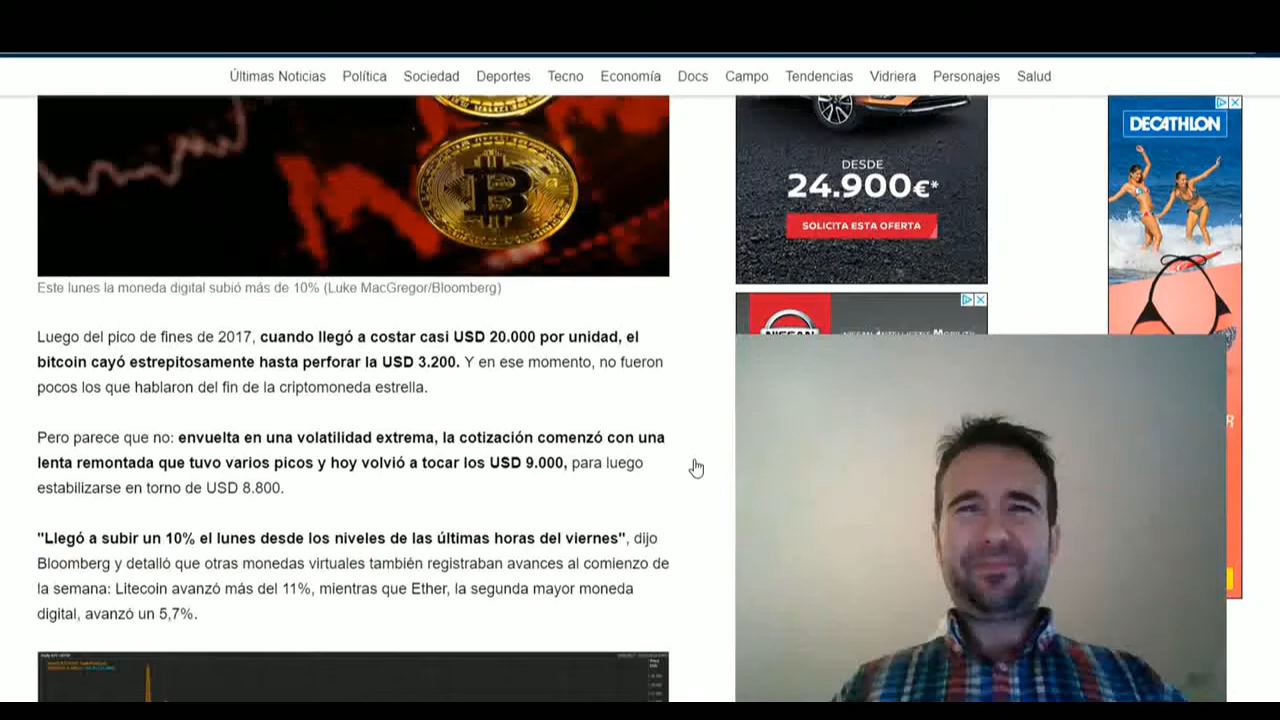 Últimas Noticias Política Sociedad Deportes Tecno Economía Docs Campo Tendencias Vidriera Personajes Salud
Este lunes la moneda digital subió más de 10% (Luke MacGregor/Bloomberg)
Luego del pico de fines de 2017, cuando llegó a costar casi USD 20.000 por unidad, el
bitcoin cayó estrepitosamente hasta perforar la USD 3.200. Y en ese momento, no fueron
pocos los que hablaron del fin de la criptomoneda estrella.
Pero parece que no: envuelta en una volatilidad extrema, la cotización comenzó con una
lenta remontada que tuvo varios picos y hoy volvió a tocar los USD 9.000, para luego
estabilizarse en torno de USD 8.800.
"Llegó a subir un 10% el lunes desde los niveles de las últimas horas del viernes", dijo
Bloomberg y detalló que otras monedas virtuales también registraban avances al comienzo de
la semana: Litecoin avanzó más del 11%, mientras que Ether, la segunda mayor moneda
digital, avanzó un 5,7%.
DESDE
24.900€*
SOLICITA ESTA OFERTA
NISSAN
DECATHLON